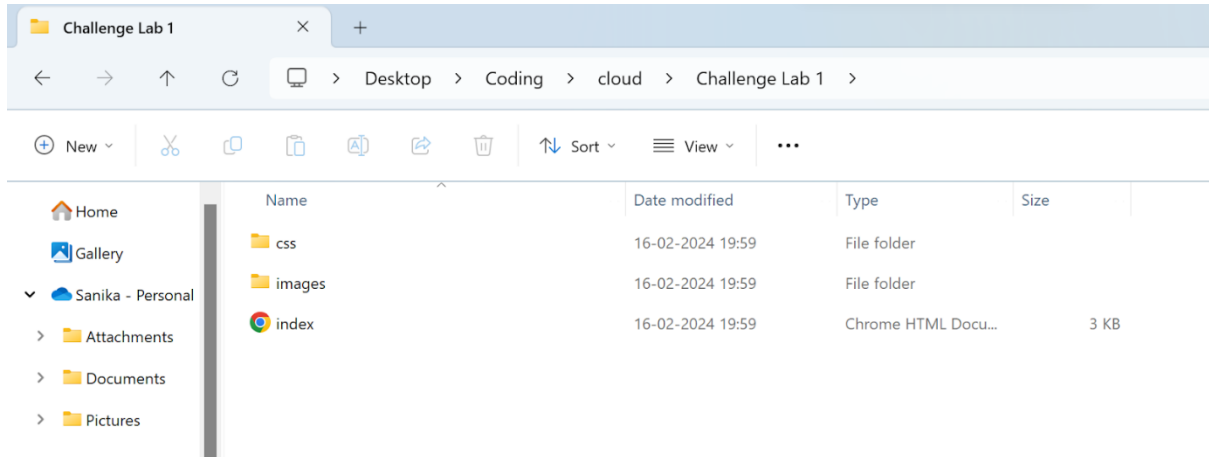 Challenge Lab 1
Desktop > Coding > cloud > Challenge Lab 1 >
New Sort View
Name Date modified Type Size
Home
Gallery
Sanika - Personal
Attachments
Documents
Pictures
css 16-02-2024 19:59 File folder
images 16-02-2024 19:59 File folder
index 16-02-2024 19:59 Chrome HTML Docu... 3 KB